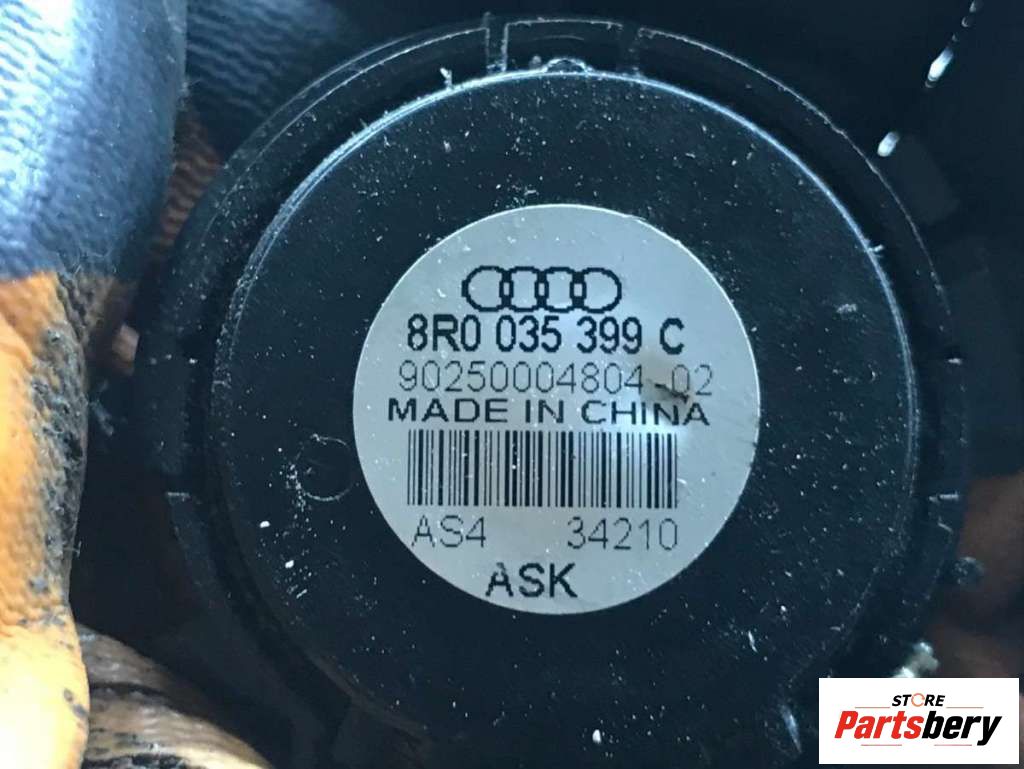 8R0 035 399 C
90250004804-02
MADE IN CHINA
AS4 34210
ASK
STORE
Partsbery